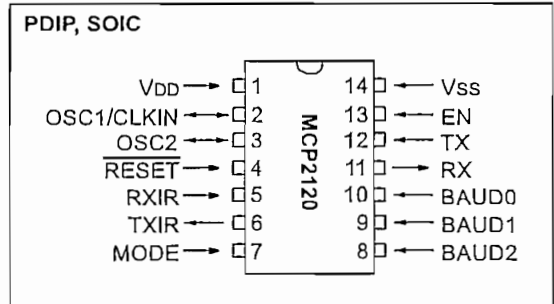 PDIP, SOIC
VDD 1 14 VSS
OSC1/CLKIN 2 13 EN
OSC2 3 12 TX
RESET 4 11 RX
RXIR 5 10 BAUD0
TXIR 6 9 BAUD1
MODE 7 8 BAUD2
MCP2120